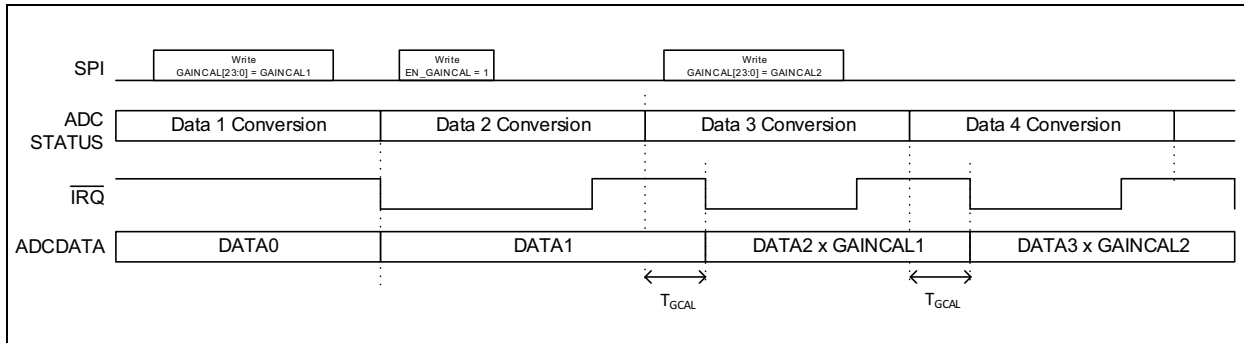 SPI
Write
GAINCAL[23:0] = GAINCAL1
Write
EN_GAINCAL = 1
Write
GAINCAL[23:0] = GAINCAL2
ADC
STATUS
Data 1 Conversion
Data 2 Conversion
Data 3 Conversion
Data 4 Conversion
IRQ
ADCDATA
DATA0
DATA1
DATA2 x GAINCAL1
DATA3 x GAINCAL2
TGCAL
TGCAL